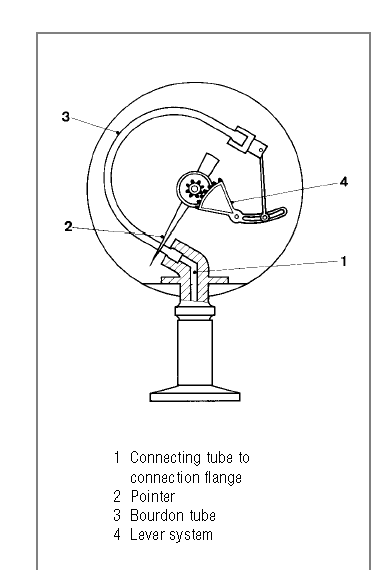 3
4
2
1
1 Connecting tube to
connection flange
2 Pointer
3 Bourdon tube
4 Lever system